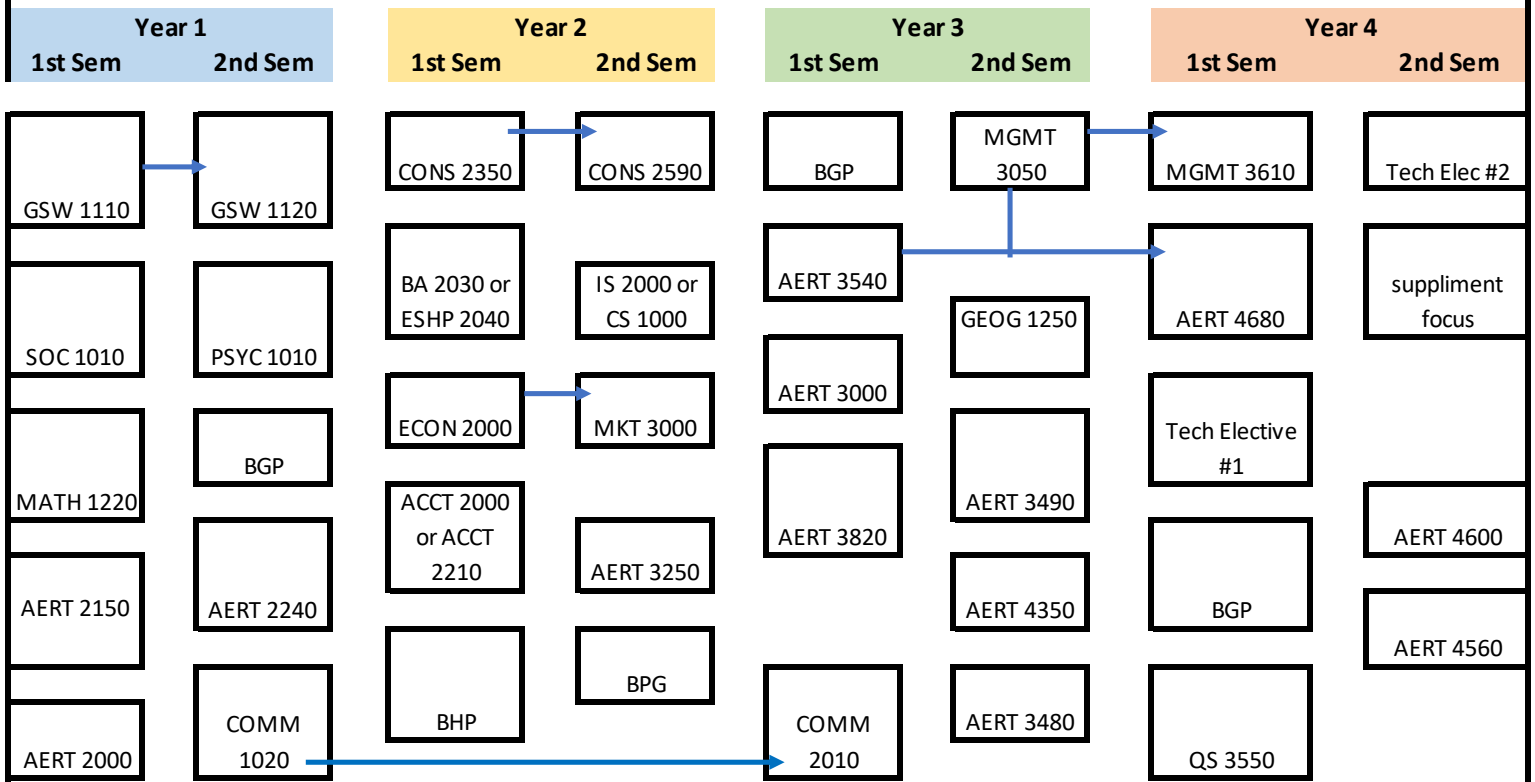 Year 1
1st Sem
2nd Sem
Year 2
1st Sem
2nd Sem
Year 3
1st Sem
2nd Sem
Year 4
1st Sem
2nd Sem
GSW 1110
SOC 1010
MATH 1220
AERT 2150
AERT 2000
GSW 1120
PSYC 1010
BGP
AERT 2240
COMM
1020
CONS 2350
BA 2030 or
ESHP 2040
ECON 2000
ACCT 2000
or ACCT
2210
BHP
CONS 2590
IS 2000 or
CS 1000
MKT 3000
AERT 3250
BPG
BGP
AERT 3540
AERT 3000
AERT 3820
COMM
2010
MGMT
3050
GEOG 1250
AERT 3490
AERT 4350
AERT 3480
MGMT 3610
AERT 4680
Tech Elective
#1
BGP
QS 3550
Tech Elec #2
suppliment
focus
AERT 4600
AERT 4560